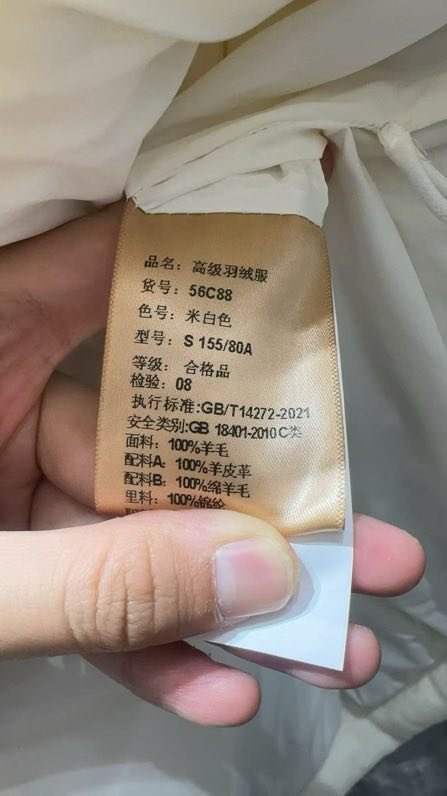 品名：高级羽绒服
货号：56C88
色号：米白色
型号：S 155/80A
等级：合格品
检验：08
执行标准:GB/T14272-2021
安全类别:GB 18401-2010 C类
面料：100%羊毛
配料A：100%羊皮革
配料B：100%绵羊毛
里料：100%锦纶